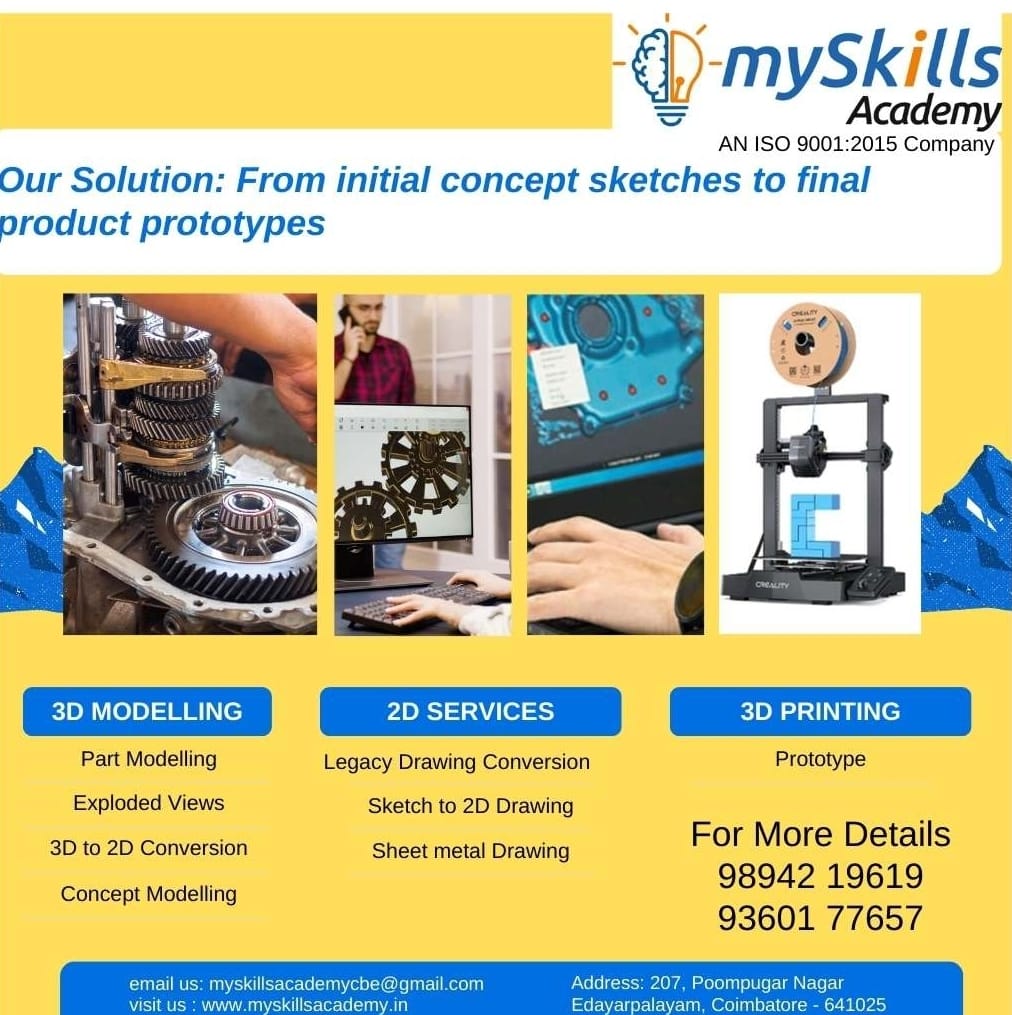 mySkills
Academy
AN ISO 9001:2015 Company
Our Solution: From initial concept sketches to final
product prototypes
CREALITY
CREALITY
3D MODELLING
Part Modelling
Exploded Views
3D to 2D Conversion
Concept Modelling
2D SERVICES
Legacy Drawing Conversion
Sketch to 2D Drawing
Sheet metal Drawing
3D PRINTING
Prototype
For More Details
98942 19619
93601 77657
email us: myskillsacademycbe@gmail.com
visit us : www.myskillsacademy.in
Address: 207, Poompugar Nagar
Edayarpalayam, Coimbatore - 641025